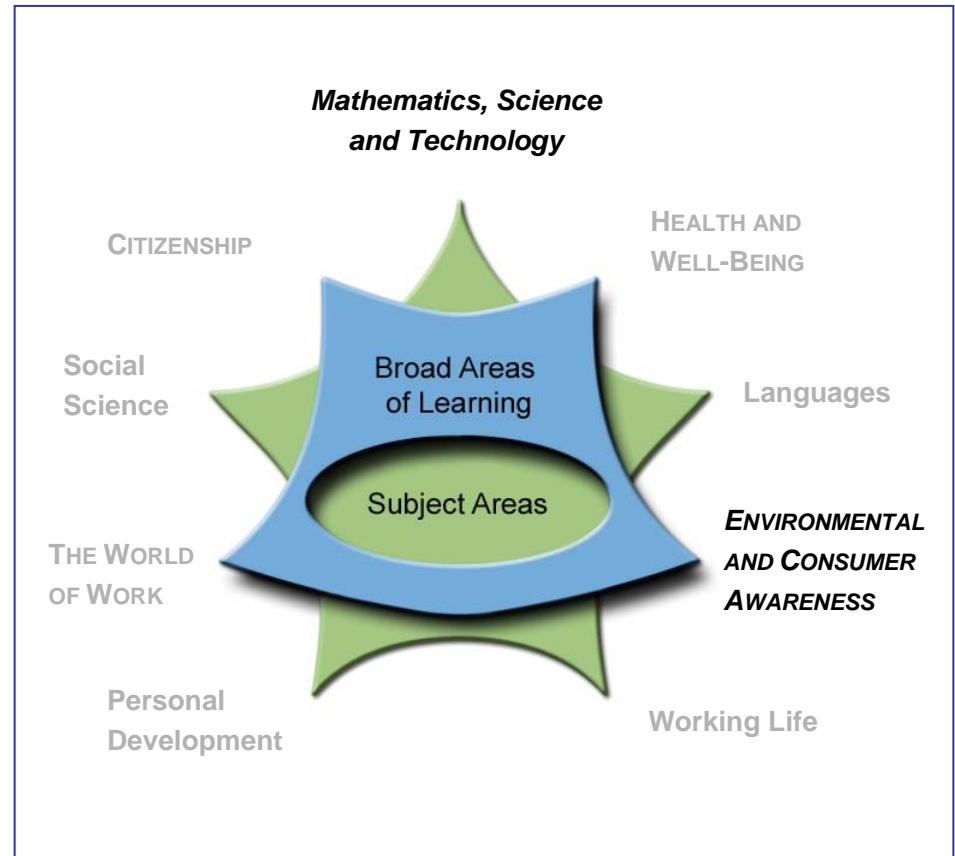 Mathematics, Science
and Technology
CITIZENSHIP
HEALTH AND
WELL-BEING
Broad Areas
of Learning
Social
Science
Languages
Subject Areas
ENVIRONMENTAL
AND CONSUMER
AWARENESS
THE WORLD
OF WORK
Personal
Development
Working Life